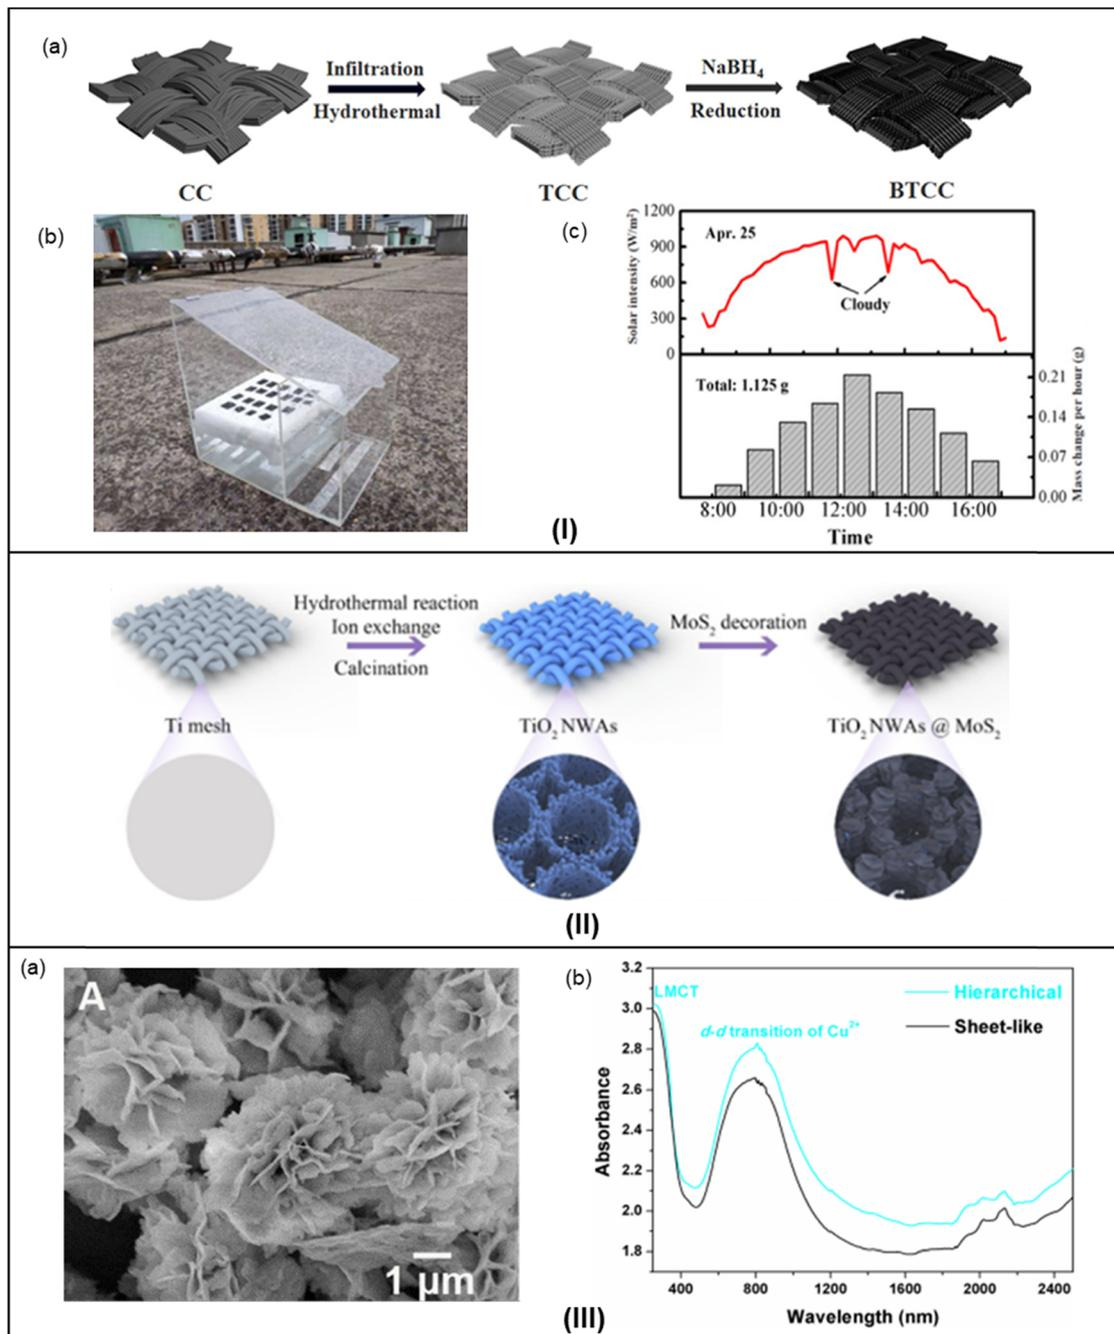 (a)
Infiltration
Hydrothermal
NaBH₄
Reduction
CC
TCC
BTCC
(b)
(c)
Solar intensity (W/m²)
1200
900
600
300
0
Apr. 25
Cloudy
Total: 1.125 g
Mass change per hour (g)
0.21
0.14
0.07
0.00
8:00 10:00 12:00 14:00 16:00
Time
(I)
Hydrothermal reaction
Ion exchange
Calcination
MoS₂ decoration
Ti mesh
TiO₂ NWAs
TiO₂ NWAs @ MoS₂
(II)
(a)
A
1 μm
(b)
Absorbance
3.2
3.0
2.8
2.6
2.4
2.2
2.0
1.8
LMCT
d-d transition of Cu²⁺
Hierarchical
Sheet-like
400 800 1200 1600 2000 2400
Wavelength (nm)
(III)